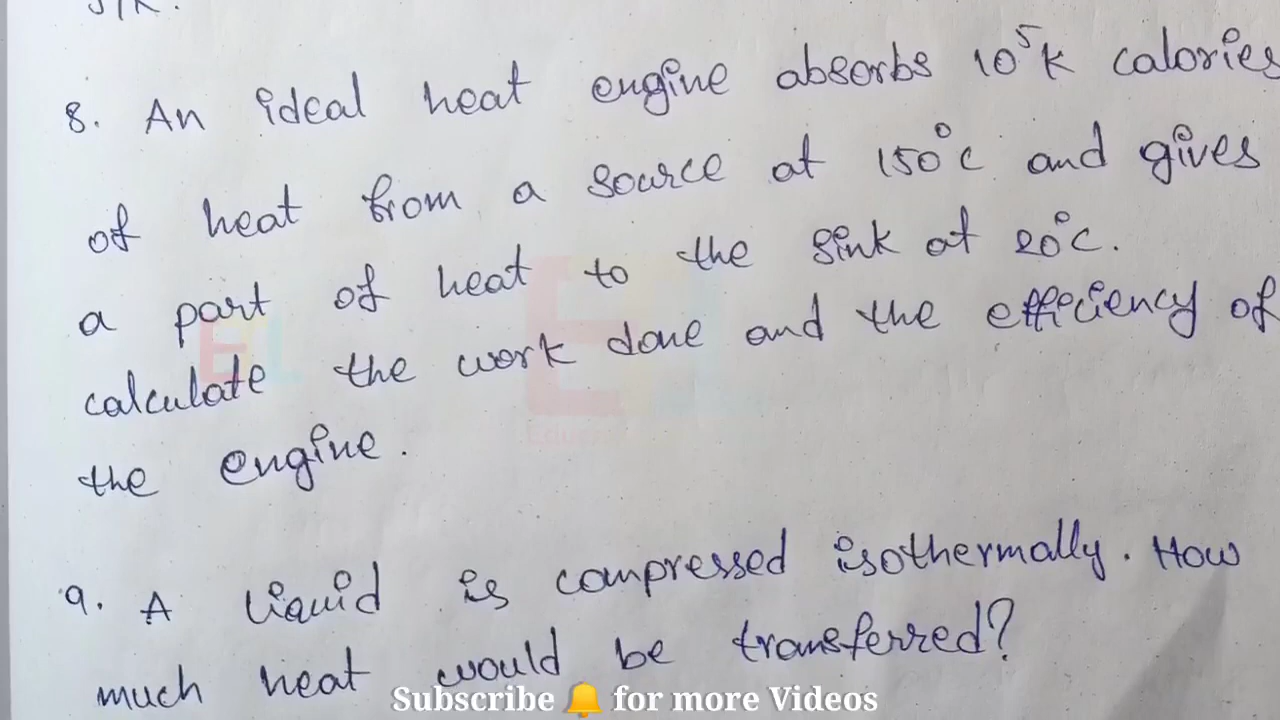 J/K.
8. An ideal heat engine absorbs 10⁵ K calories
of heat from a source at 150°c and gives
a part of heat to the sink at 20°c.
calculate the work done and the efficiency of
the engine.
9. A liquid is compressed isothermally. How
much heat would be transferred?
Subscribe 🔔 for more Videos